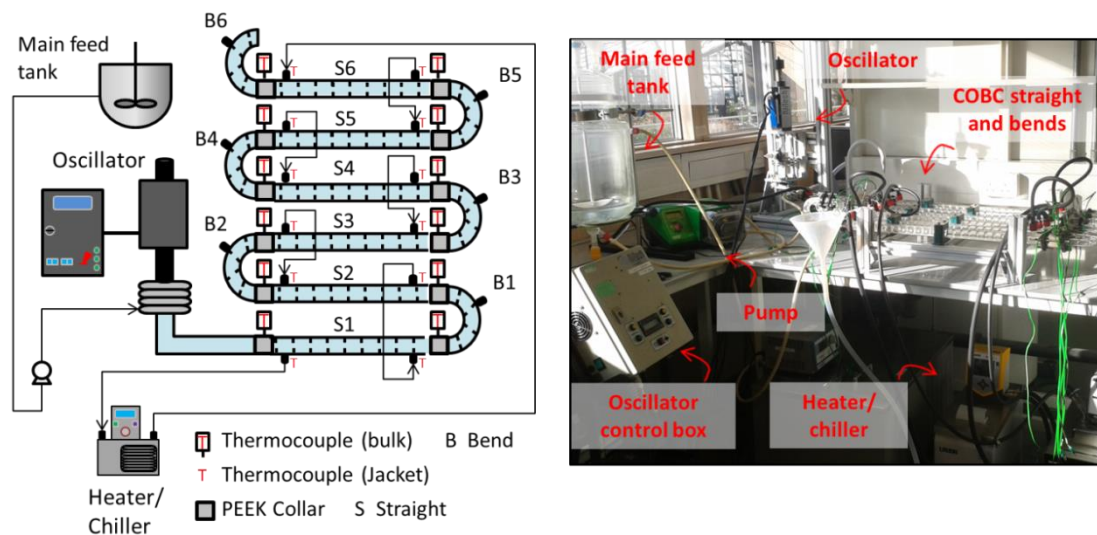 B6
Main feed
tank
S6
B5
S5
B4
Oscillator
S4
B3
S3
B2
S2
B1
S1
T Thermocouple (bulk) B Bend
T Thermocouple (Jacket)
PEEK Collar S Straight
Heater/
Chiller
Main feed
tank
Oscillator
COBC straight
and bends
Pump
Oscillator
control box
Heater/
chiller